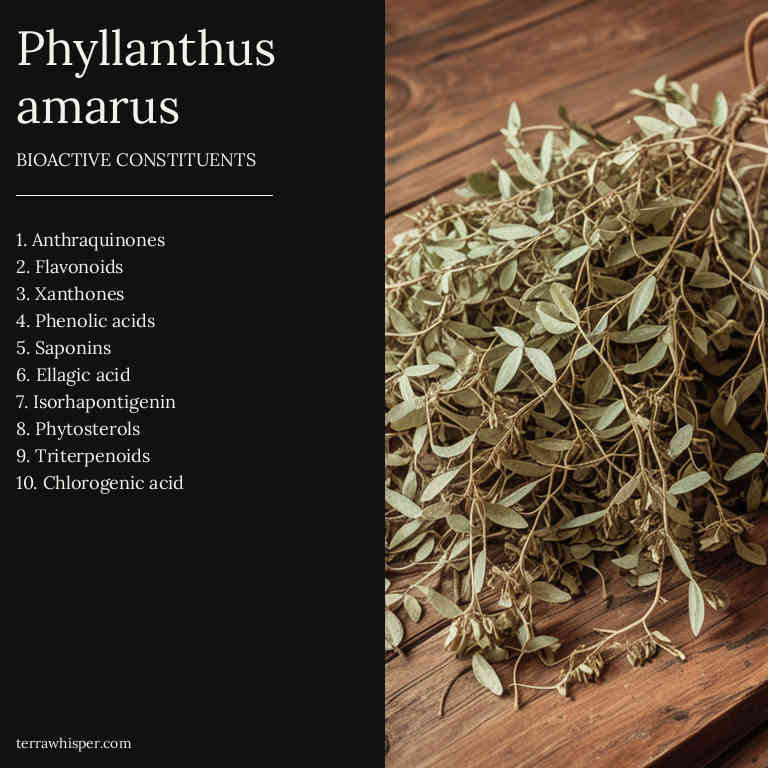 Phyllanthus
amarus
BIOACTIVE CONSTITUENTS
1. Anthraquinones
2. Flavonoids
3. Xanthones
4. Phenolic acids
5. Saponins
6. Ellagic acid
7. Isorhapontigenin
8. Phytosterols
9. Triterpenoids
10. Chlorogenic acid
terrawhisper.com